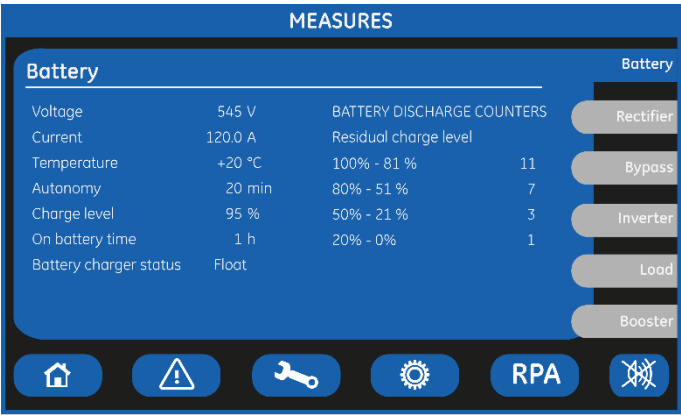 MEASURES
Battery
Voltage 545 V
Current 120.0 A
Temperature +20 °C
Autonomy 20 min
Charge level 95 %
On battery time 1 h
Battery charger status Float
BATTERY DISCHARGE COUNTERS
Residual charge level
100% - 81 % 11
80% - 51 % 7
50% - 21 % 3
20% - 0% 1
Battery
Rectifier
Bypass
Inverter
Load
Booster
RPA